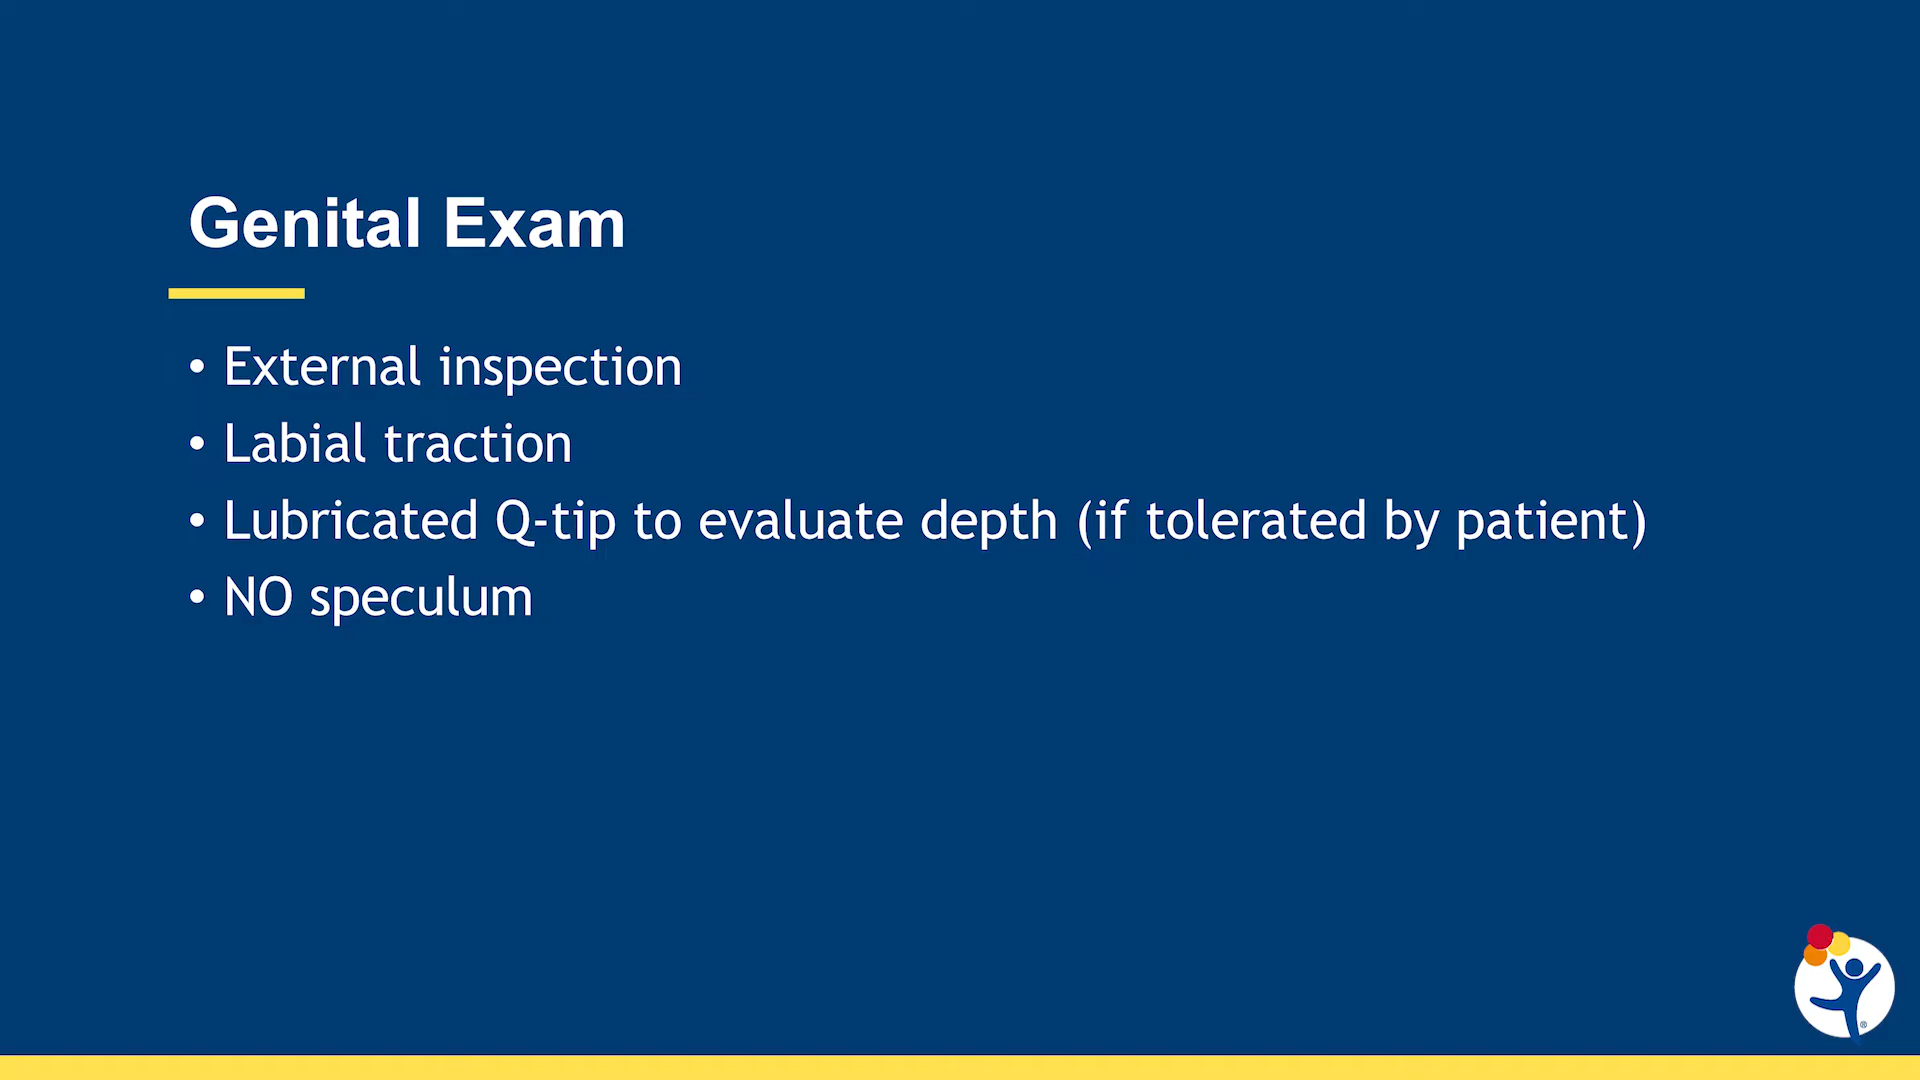 Genital Exam
• External inspection
• Labial traction
• Lubricated Q-tip to evaluate depth (if tolerated by patient)
• NO speculum
®